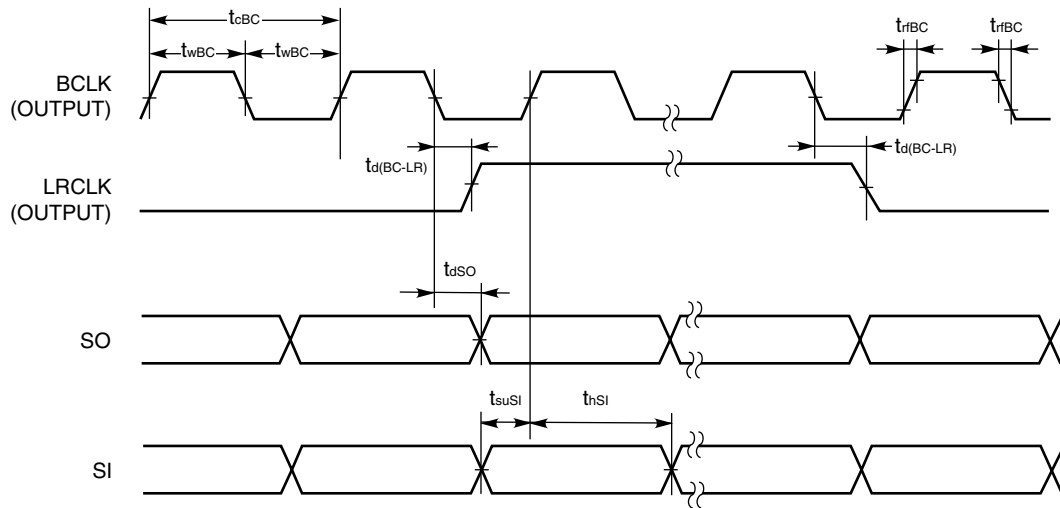 tcBC
trfBC trfBC
twBC twBC
BCLK
(OUTPUT)
td(BC-LR) td(BC-LR)
LRCLK
(OUTPUT)
tdSO
SO
tsuSI thSI
SI